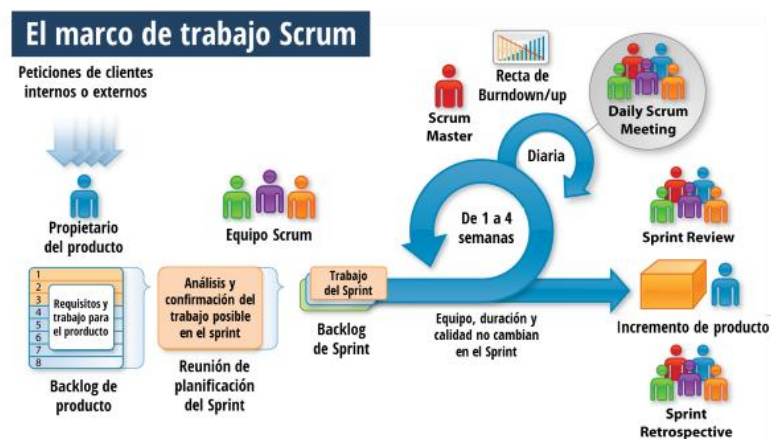 El marco de trabajo Scrum
Peticiones de clientes
internos o externos
Propietario
del producto
1
2
3
4
5
6
7
8
Requisitos y
trabajo para
el producto
Backlog de
producto
Equipo Scrum
Análisis y
confirmación del
trabajo posible
en el sprint
Reunión de
planificación
del Sprint
Trabajo
del Sprint
Backlog
de Sprint
Scrum
Master
Recta de
Burndown/up
Daily Scrum
Meeting
Diaria
De 1 a 4
semanas
Equipo, duración y
calidad no cambian
en el Sprint
Sprint Review
Incremento de producto
Sprint
Retrospective